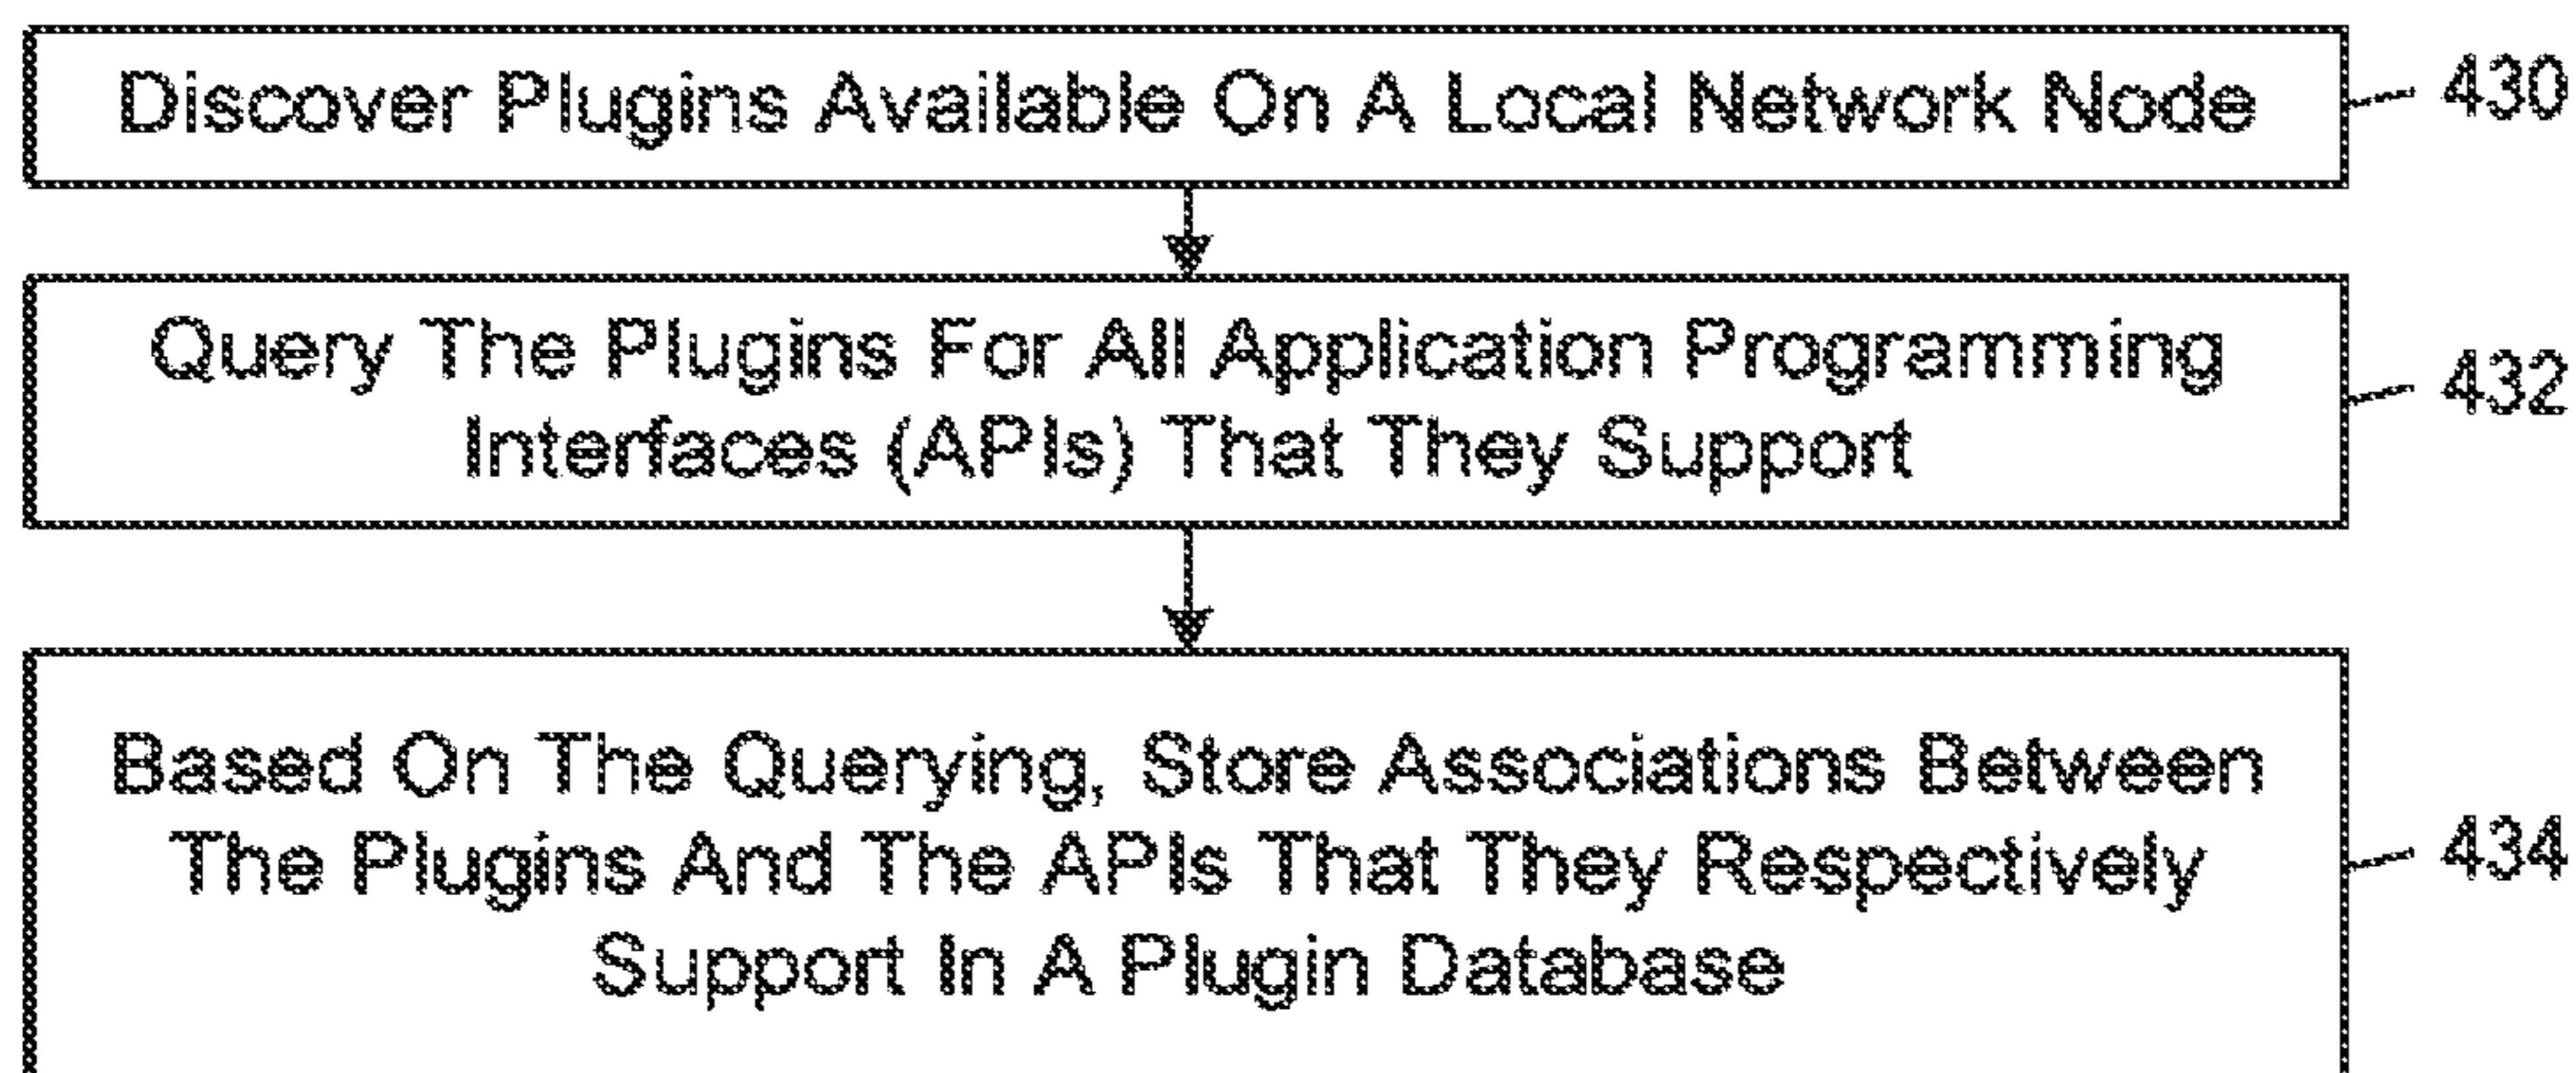 Discover Plugins Available On A Local Network Node
430
Query The Plugins For All Application Programming
Interfaces (APIs) That They Support
432
Based On The Querying, Store Associations Between
The Plugins And The APIs That They Respectively
Support In A Plugin Database
434